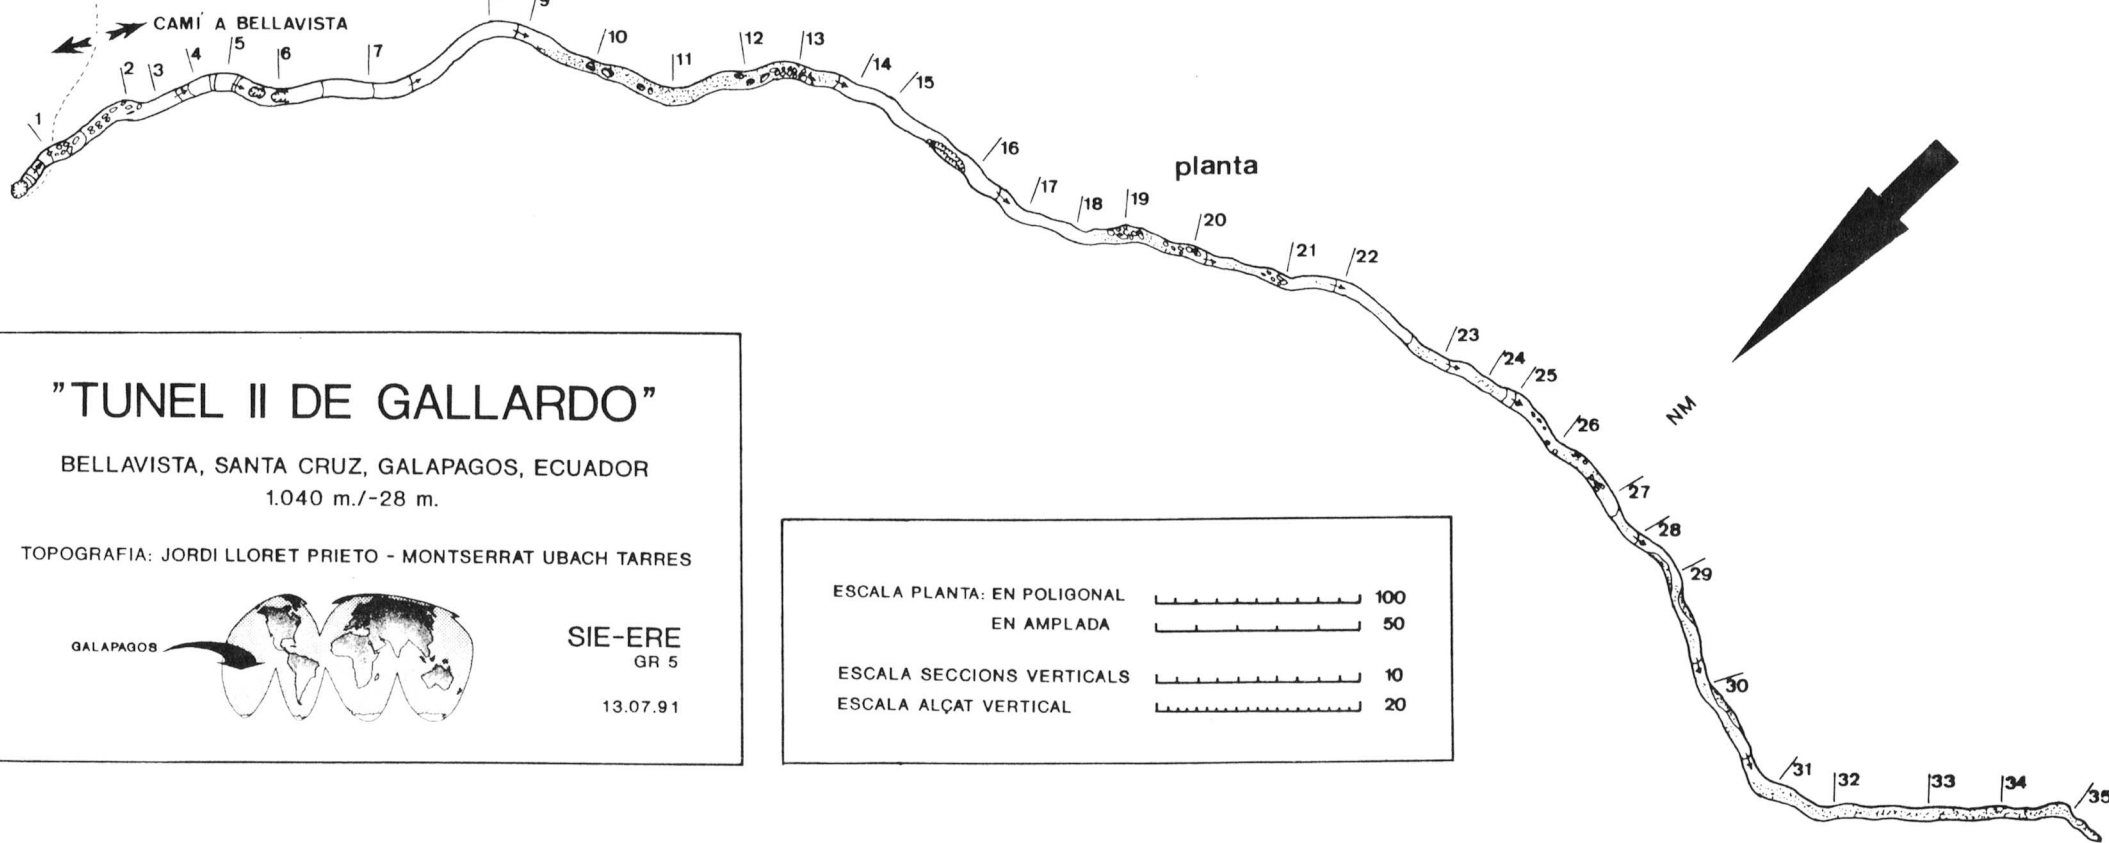 CAMÍ A BELLAVISTA
1
2
3
4
5
6
7
9
10
11
12
13
14
15
16
17
18
19
20
21
22
23
24
25
26
27
28
29
30
31
32
33
34
35
planta
NM
"TUNEL II DE GALLARDO"
BELLAVISTA, SANTA CRUZ, GALAPAGOS, ECUADOR
1.040 m./-28 m.
TOPOGRAFIA: JORDI LLORET PRIETO - MONTSERRAT UBACH TARRES
GALAPAGOS
SIE-ERE
GR 5
13.07.91
ESCALA PLANTA: EN POLIGONAL 100
EN AMPLADA 50
ESCALA SECCIONS VERTICALS 10
ESCALA ALÇAT VERTICAL 20